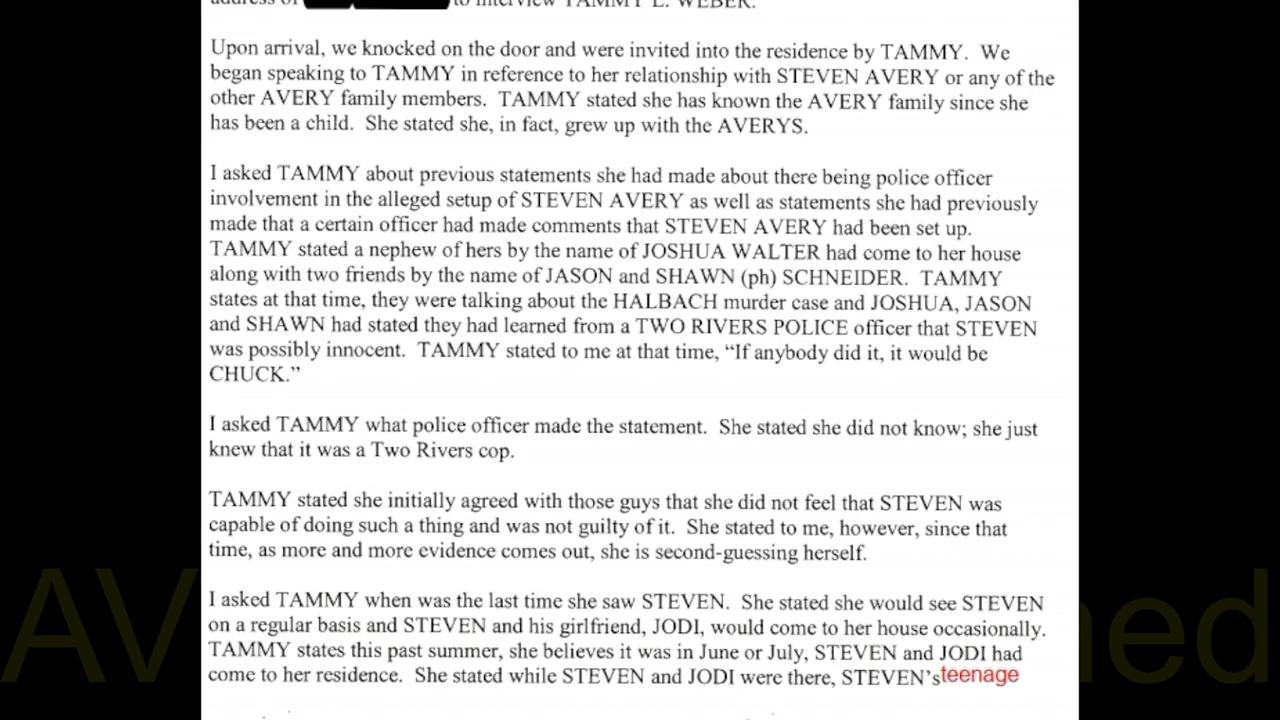 address of to interview TAMMY L. WEBER.
Upon arrival, we knocked on the door and were invited into the residence by TAMMY. We
began speaking to TAMMY in reference to her relationship with STEVEN AVERY or any of the
other AVERY family members. TAMMY stated she has known the AVERY family since she
has been a child. She stated she, in fact, grew up with the AVERYS.
I asked TAMMY about previous statements she had made about there being police officer
involvement in the alleged setup of STEVEN AVERY as well as statements she had previously
made that a certain officer had made comments that STEVEN AVERY had been set up.
TAMMY stated a nephew of hers by the name of JOSHUA WALTER had come to her house
along with two friends by the name of JASON and SHAWN (ph) SCHNEIDER. TAMMY
states at that time, they were talking about the HALBACH murder case and JOSHUA, JASON
and SHAWN had stated they had learned from a TWO RIVERS POLICE officer that STEVEN
was possibly innocent. TAMMY stated to me at that time, “If anybody did it, it would be
CHUCK.”
I asked TAMMY what police officer made the statement. She stated she did not know; she just
knew that it was a Two Rivers cop.
TAMMY stated she initially agreed with those guys that she did not feel that STEVEN was
capable of doing such a thing and was not guilty of it. She stated to me, however, since that
time, as more and more evidence comes out, she is second-guessing herself.
I asked TAMMY when was the last time she saw STEVEN. She stated she would see STEVEN
on a regular basis and STEVEN and his girlfriend, JODI, would come to her house occasionally.
TAMMY states this past summer, she believes it was in June or July, STEVEN and JODI had
come to her residence. She stated while STEVEN and JODI were there, STEVEN’s teenage